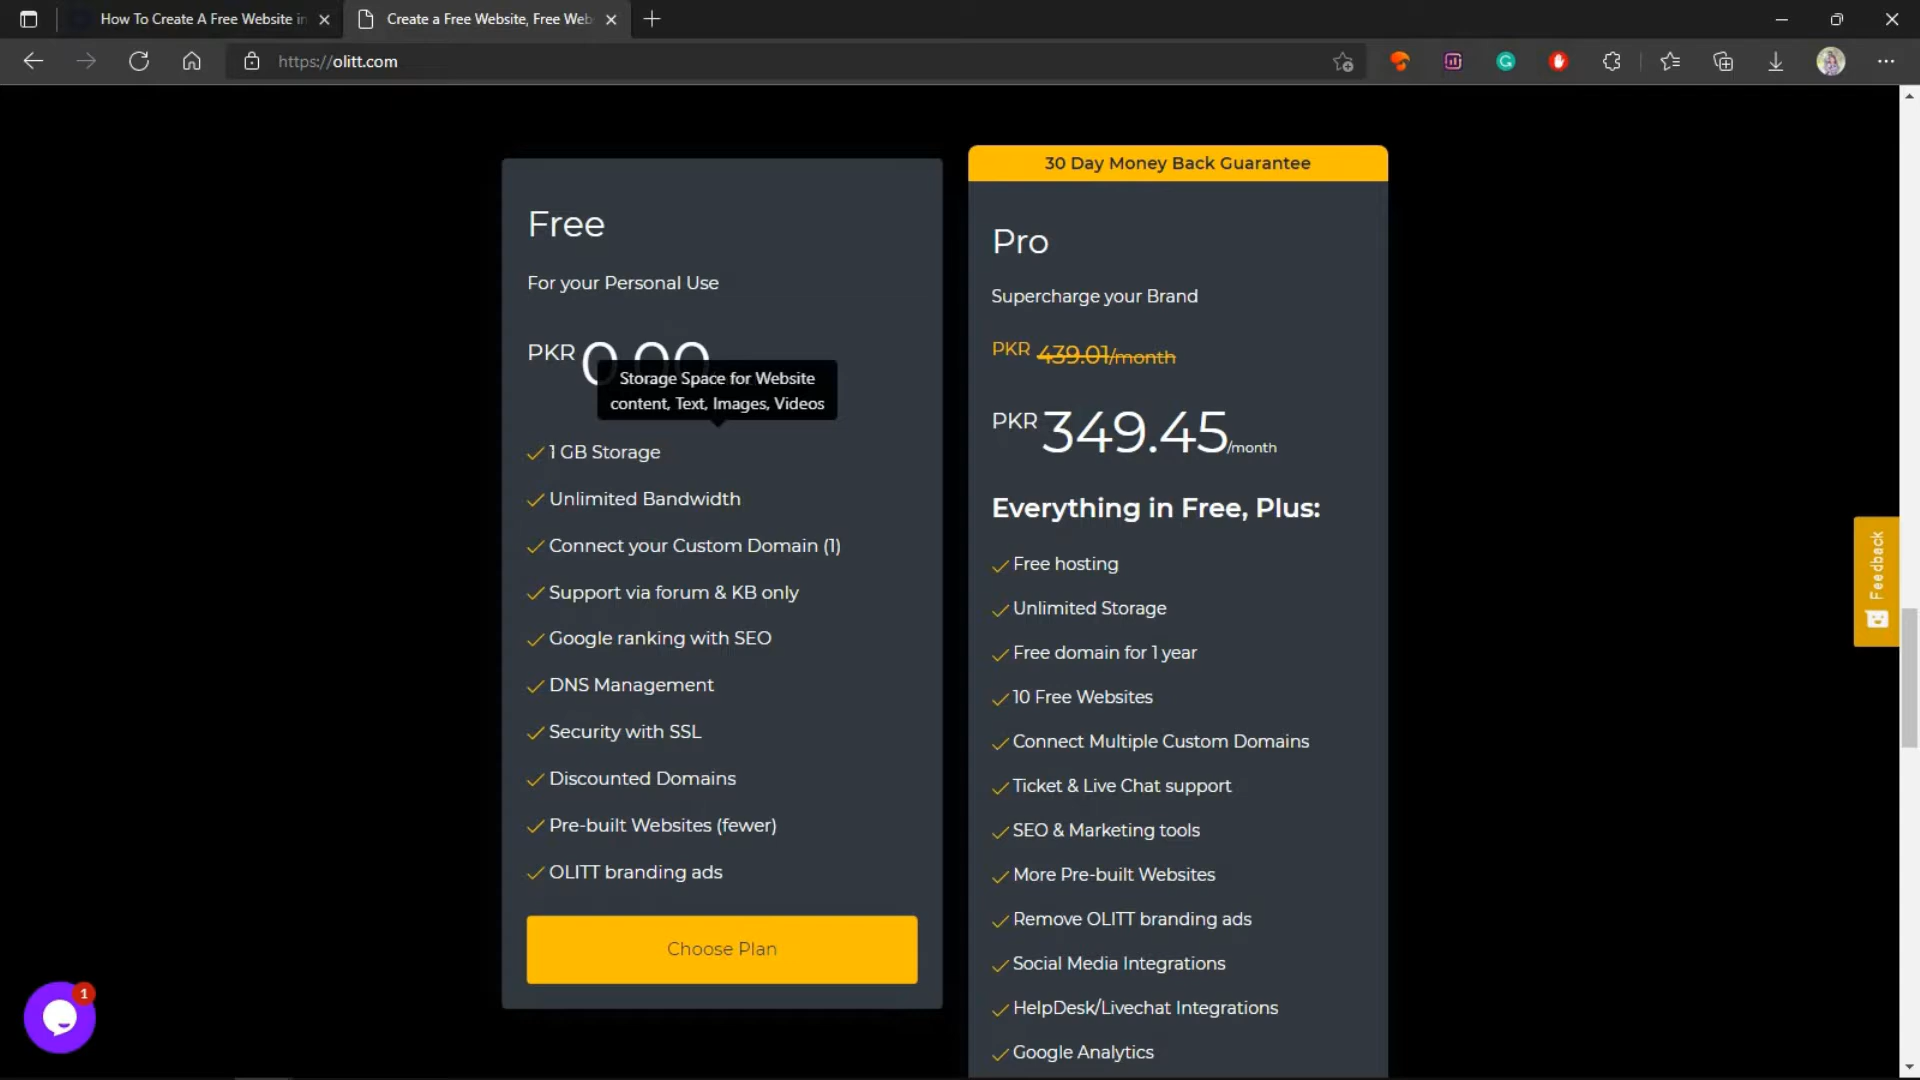 How To Create A Free Website in
Create a Free Website, Free Web
https://olitt.com
Free
For your Personal Use
PKR 0.00
Storage Space for Website
content, Text, Images, Videos
1 GB Storage
Unlimited Bandwidth
Connect your Custom Domain (1)
Support via forum & KB only
Google ranking with SEO
DNS Management
Security with SSL
Discounted Domains
Pre-built Websites (fewer)
OLITT branding ads
Choose Plan
30 Day Money Back Guarantee
Pro
Supercharge your Brand
PKR 439.01/month
PKR 349.45/month
Everything in Free, Plus:
Free hosting
Unlimited Storage
Free domain for 1 year
10 Free Websites
Connect Multiple Custom Domains
Ticket & Live Chat support
SEO & Marketing tools
More Pre-built Websites
Remove OLITT branding ads
Social Media Integrations
HelpDesk/Livechat Integrations
Google Analytics
Feedback
1